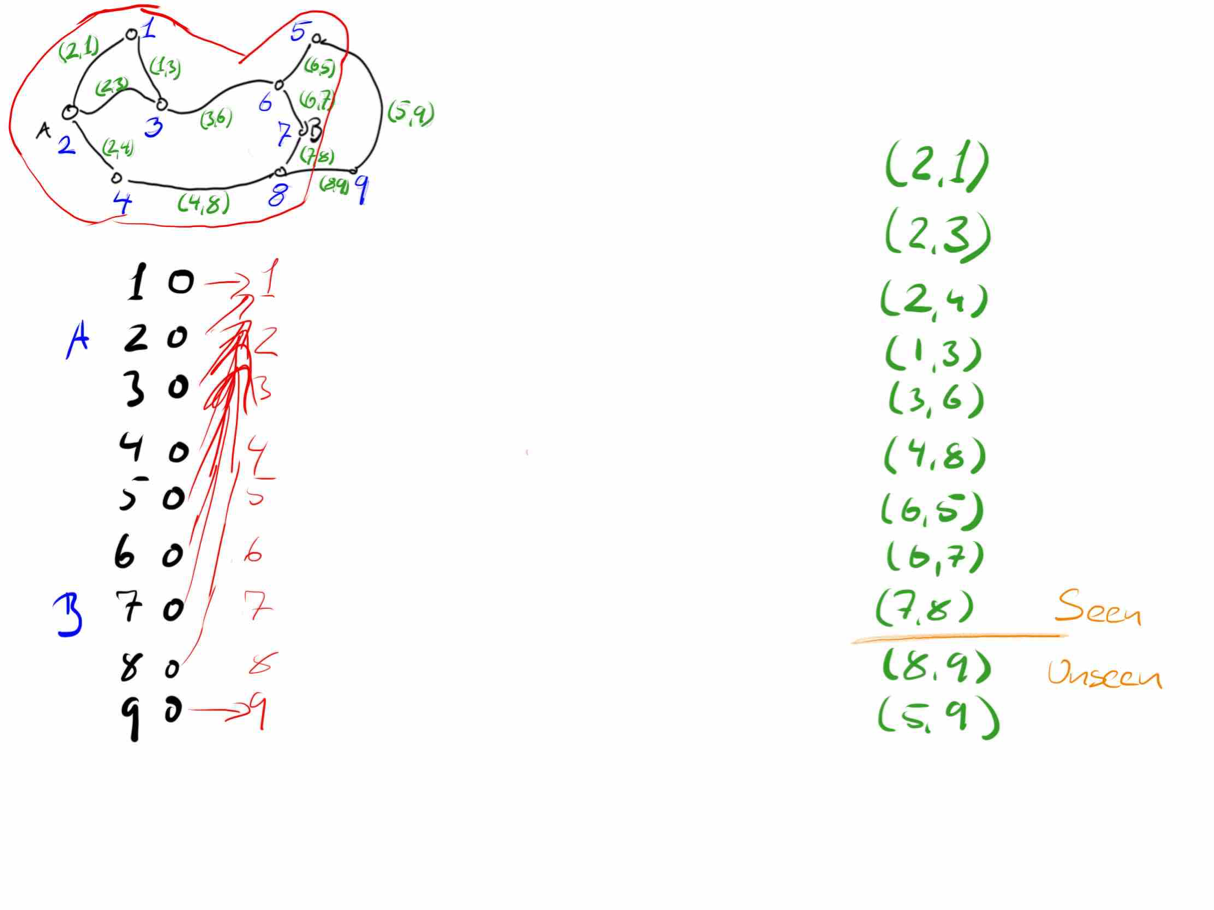 1
5
(2,1)
(1,3)
(6,5)
(2,3)
6
(6,7)
(5,9)
A
2
3
(3,6)
7
B
(2,4)
(7,8)
4
(4,8)
8
(8,9)
9
1 0 1
A 2 0 2
3 0 3
4 0 4
5 0 5
6 0 6
B 7 0 7
8 0 8
9 0 9
(2,1)
(2,3)
(2,4)
(1,3)
(3,6)
(4,8)
(6,5)
(6,7)
(7,8) Seen
(8,9) Unseen
(5,9)